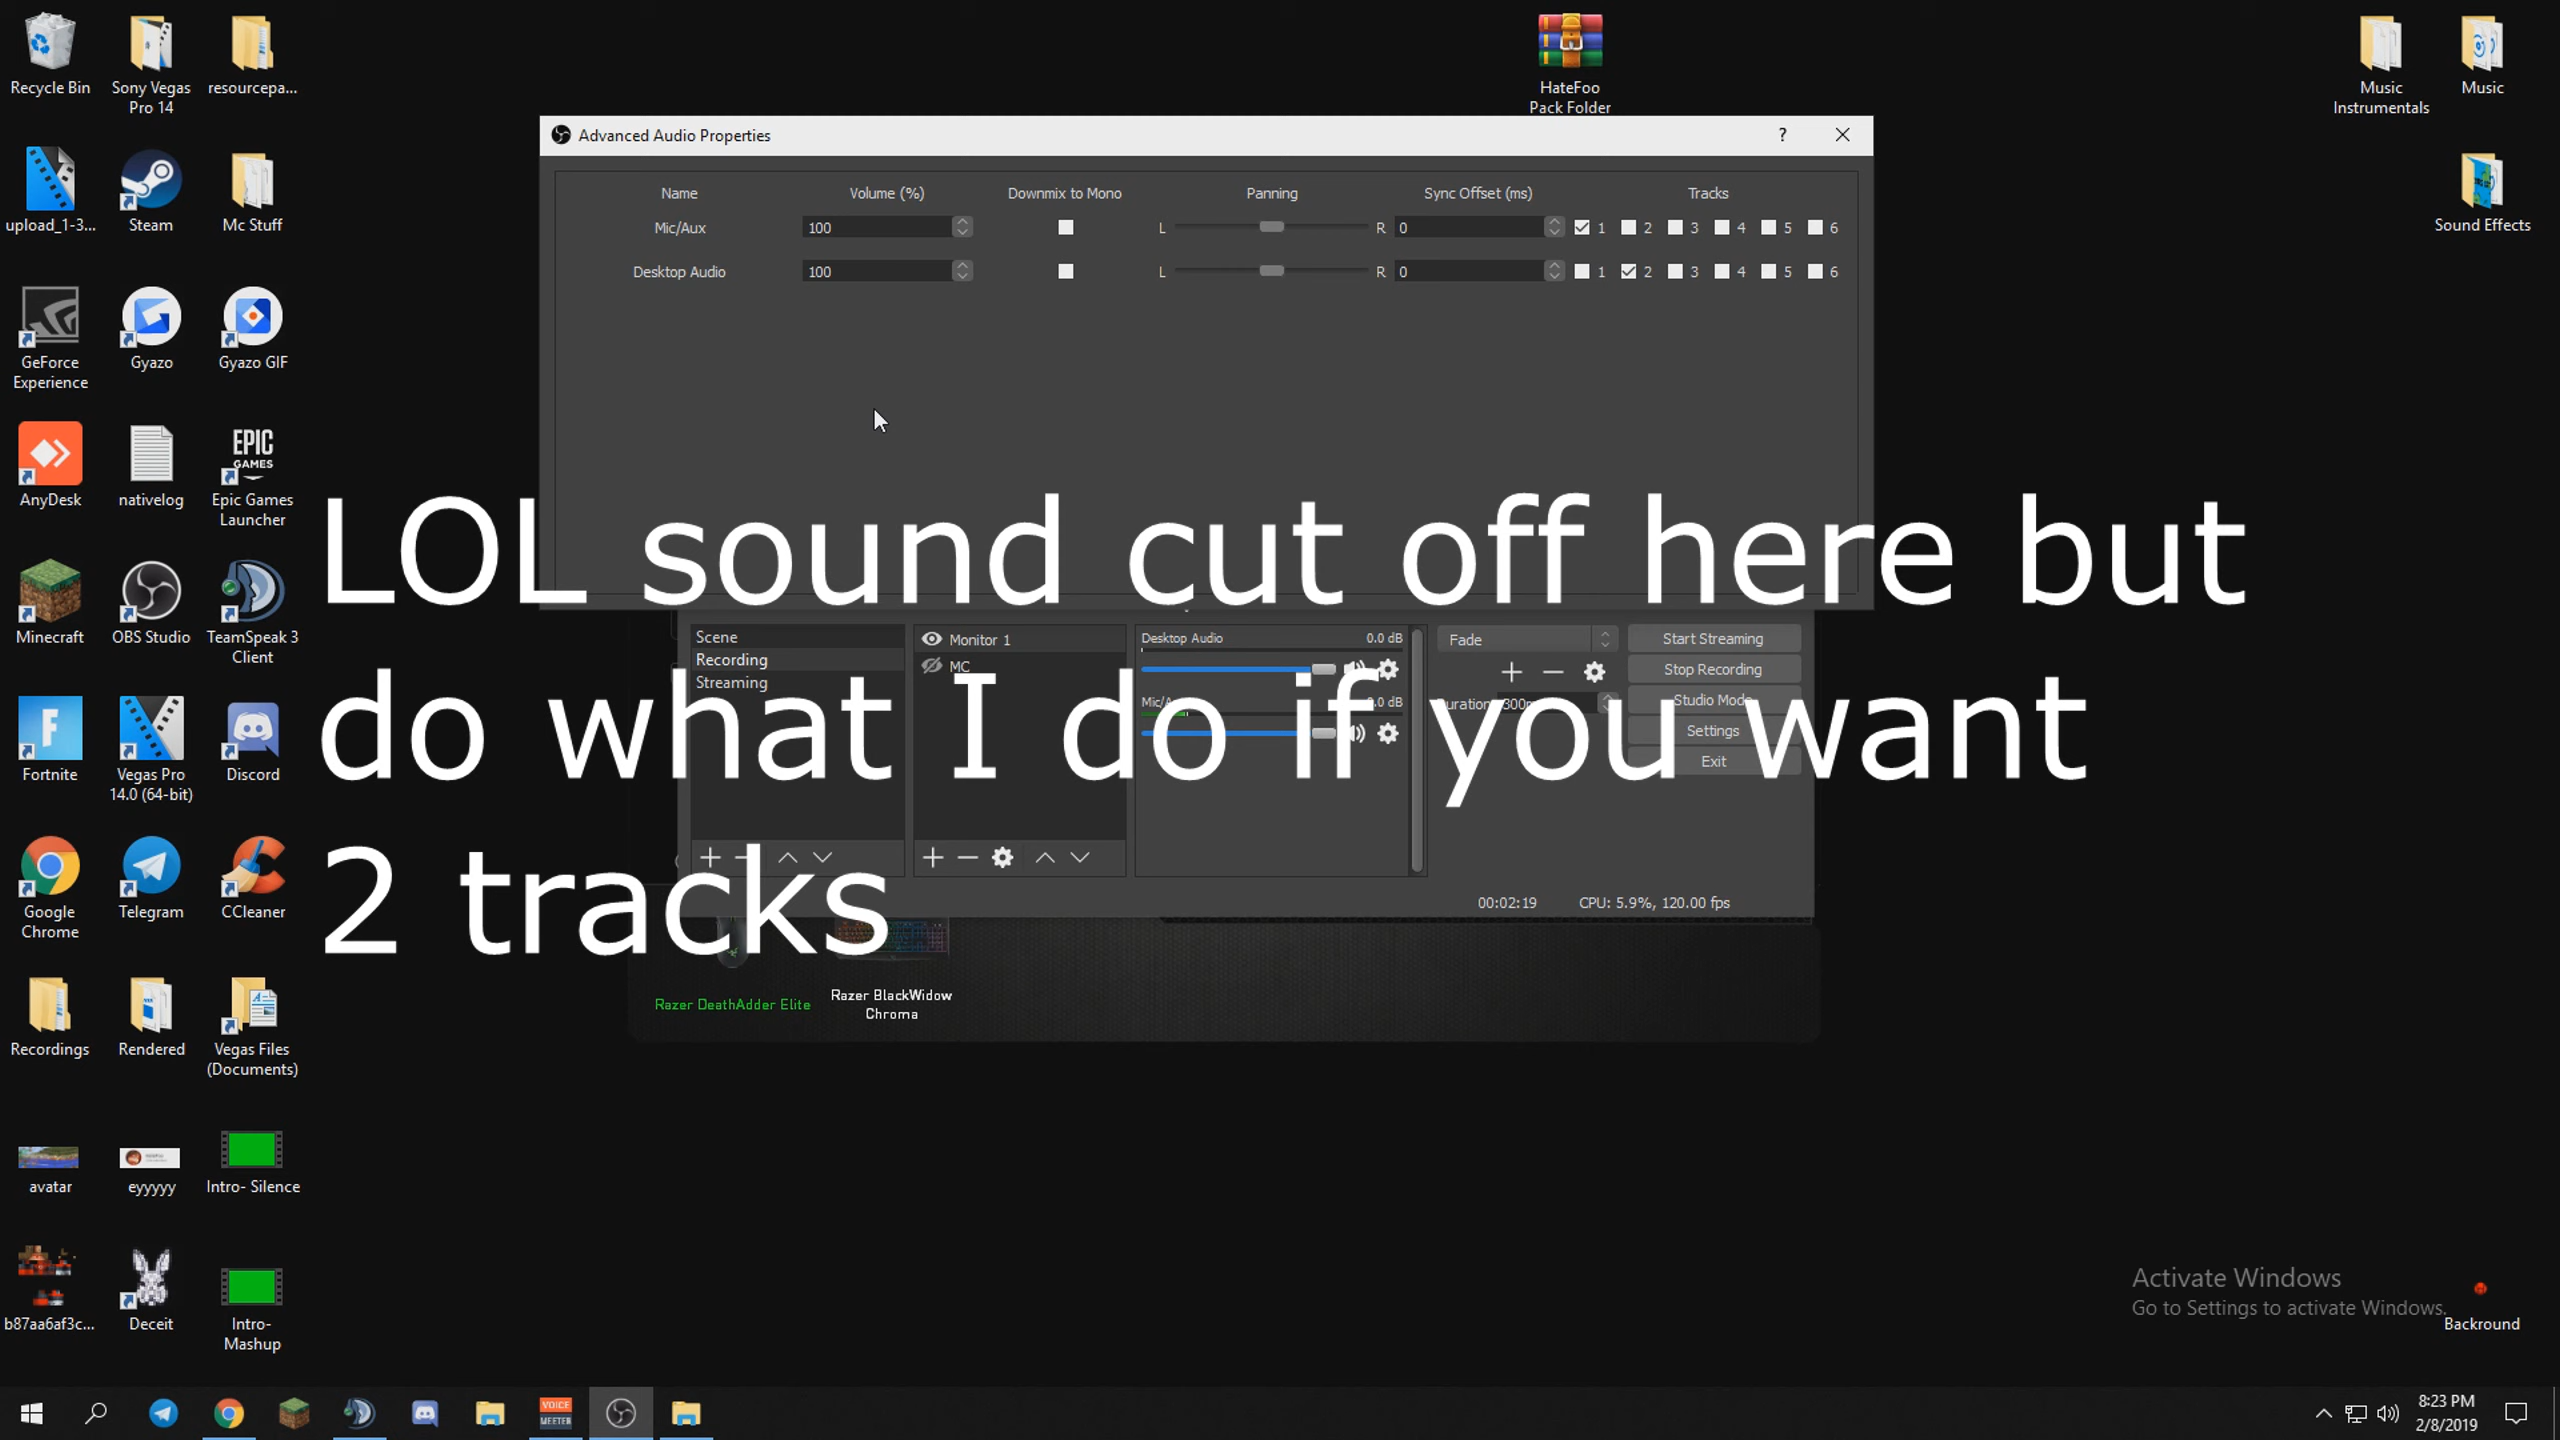 Recycle Bin
Sony Vegas
Pro 14
resourcepa...
HateFoo
Pack Folder
Music
Instrumentals
Music
upload_1-3...
Steam
Mc Stuff
Sound Effects
GeForce
Experience
Gyazo
Gyazo GIF
AnyDesk
nativelog
EPIC
GAMES
Epic Games
Launcher
Minecraft
OBS Studio
TeamSpeak 3
Client
Fortnite
Vegas Pro
14.0 (64-bit)
Discord
Google
Chrome
Telegram
CCleaner
Recordings
Rendered
Vegas Files
(Documents)
avatar
eyyyyy
Intro- Silence
b87aa6af3c...
Deceit
Intro-
Mashup
Advanced Audio Properties
?
Name Volume (%) Downmix to Mono Panning Sync Offset (ms) Tracks
Mic/Aux 100 L R 0 1 2 3 4 5 6
Desktop Audio 100 L R 0 1 2 3 4 5 6
LOL sound cut off here but
do what I do if you want
2 tracks
Scene
Recording
Streaming
Monitor 1
MC
Desktop Audio 0.0 dB
Fade
Start Streaming
Stop Recording
Settings
Exit
00:02:19 CPU: 5.9%, 120.00 fps
Razer DeathAdder Elite
Razer BlackWidow
Chroma
Activate Windows
Go to Settings to activate Windows.
Backround
VOICE
MEETER
8:23 PM
2/8/2019